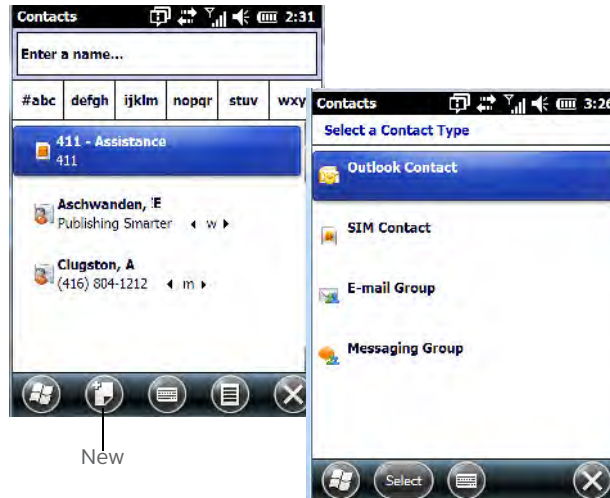 Contacts 2:31
Enter a name...
#abc defgh ijklm nopqr stuv wxy
411 - Assistance
411
Aschwanden, E
Publishing Smarter w
Clugston, A
(416) 804-1212 m
New
Contacts 3:26
Select a Contact Type
Outlook Contact
SIM Contact
E-mail Group
Messaging Group
Select